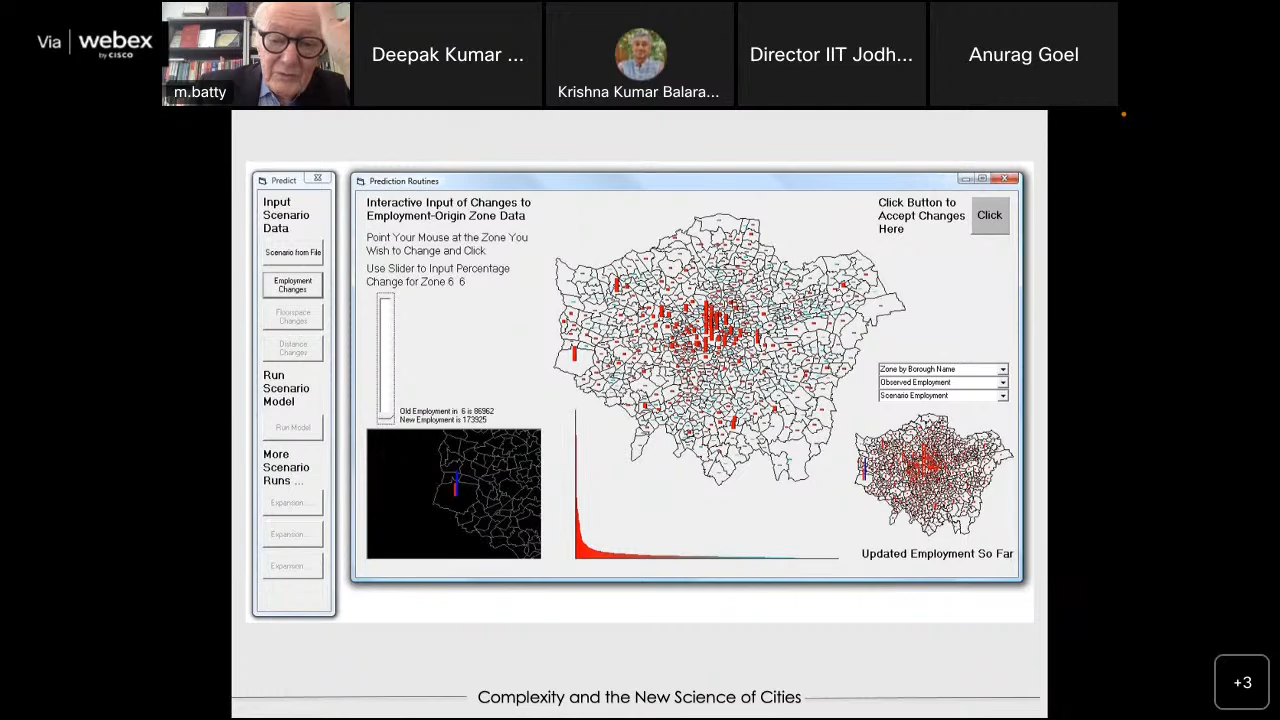 Via webex
by CISCO
m.batty
Deepak Kumar ...
Krishna Kumar Balara...
Director IIT Jodh...
Anurag Goel
Predict
Input
Scenario
Data
Scenario from File
Employment
Changes
Floorspace
Changes
Distance
Changes
Run
Scenario
Model
Run Model
More
Scenario
Runs ...
Expansion...
Expansion...
Expansion...
Prediction Routines
Interactive Input of Changes to
Employment-Origin Zone Data
Point Your Mouse at the Zone You
Wish to Change and Click
Use Slider to Input Percentage
Change for Zone 6 6
Old Employment in 6 is 86962
New Employment is 173925
Click Button to
Accept Changes
Here
Click
Zone by Borough Name
Observed Employment
Scenario Employment
Updated Employment So Far
Complexity and the New Science of Cities
+3